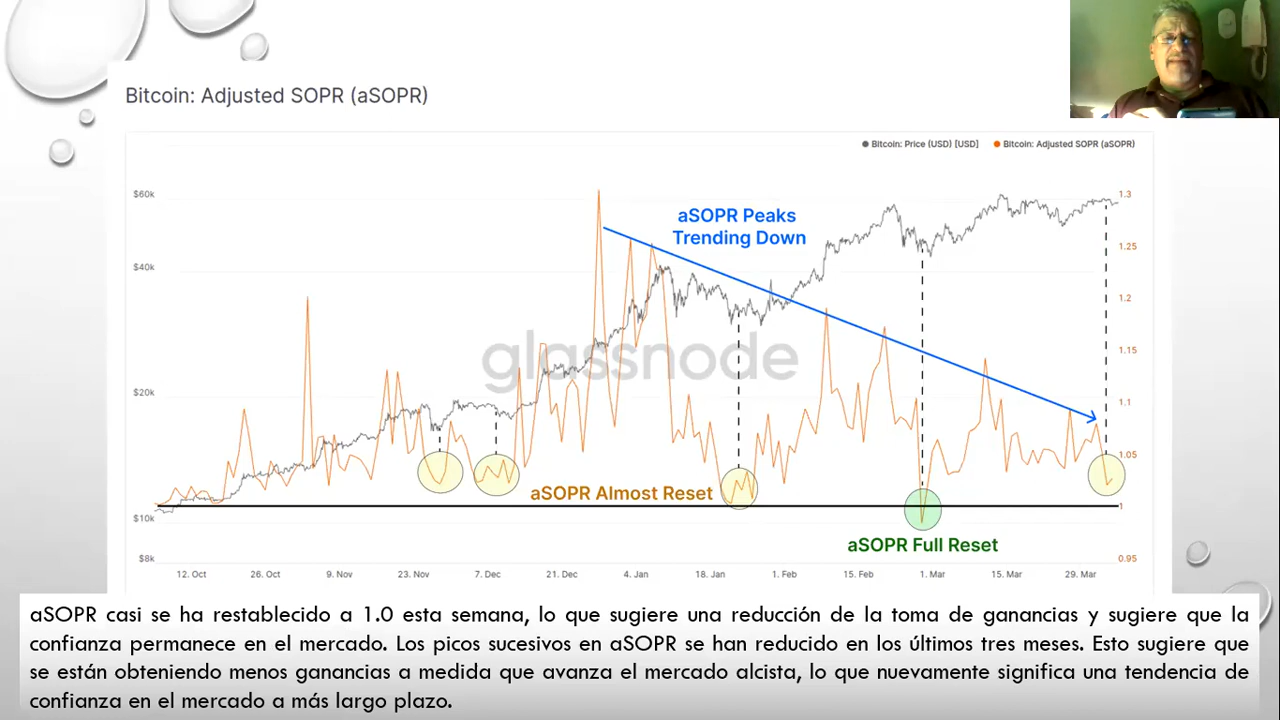 Bitcoin: Adjusted SOPR (aSOPR)
Bitcoin: Price (USD) [USD]
Bitcoin: Adjusted SOPR (aSOPR)
$60k
$40k
$20k
$10k
$8k
1.3
1.25
1.2
1.15
1.1
1.05
1
0.95
aSOPR Peaks
Trending Down
glassnode
aSOPR Almost Reset
aSOPR Full Reset
12. Oct
26. Oct
9. Nov
23. Nov
7. Dec
21. Dec
4. Jan
18. Jan
1. Feb
15. Feb
1. Mar
15. Mar
29. Mar
aSOPR casi se ha restablecido a 1.0 esta semana, lo que sugiere una reducción de la toma de ganancias y sugiere que la
confianza permanece en el mercado. Los picos sucesivos en aSOPR se han reducido en los últimos tres meses. Esto sugiere que
se están obteniendo menos ganancias a medida que avanza el mercado alcista, lo que nuevamente significa una tendencia de
confianza en el mercado a más largo plazo.